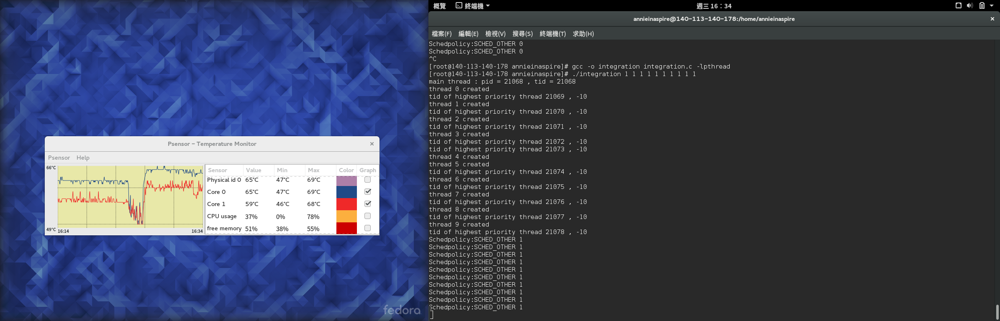 Psensor – Temperature Monitor ×
Psensor Help
66°C
49°C
16:14 16:34
Sensor Value Min Max Color Graph
Physical id 0 65°C 47°C 69°C
Core 0 65°C 47°C 69°C
Core 1 59°C 46°C 68°C
CPU usage 37% 0% 78%
free memory 51% 38% 55%
fedora
概覽 終端機 週三 16：34
annieinaspire@140-113-140-178:/home/annieinaspire ×
檔案(F) 編輯(E) 檢視(V) 搜尋(S) 終端機(T) 求助(H)
Schedpolicy:SCHED_OTHER 0
Schedpolicy:SCHED_OTHER 0
^C
[root@140-113-140-178 annieinaspire]# gcc -o integration integration.c -lpthread
[root@140-113-140-178 annieinaspire]# ./integration 1 1 1 1 1 1 1 1 1 1
main thread : pid = 21068 , tid = 21068
thread 0 created
tid of highest priority thread 21069 , -10
thread 1 created
tid of highest priority thread 21070 , -10
thread 2 created
tid of highest priority thread 21071 , -10
thread 3 created
tid of highest priority thread 21072 , -10
tid of highest priority thread 21073 , -10
thread 4 created
thread 5 created
tid of highest priority thread 21074 , -10
thread 6 created
tid of highest priority thread 21075 , -10
thread 7 created
tid of highest priority thread 21076 , -10
thread 8 created
tid of highest priority thread 21077 , -10
thread 9 created
tid of highest priority thread 21078 , -10
Schedpolicy:SCHED_OTHER 1
Schedpolicy:SCHED_OTHER 1
Schedpolicy:SCHED_OTHER 1
Schedpolicy:SCHED_OTHER 1
Schedpolicy:SCHED_OTHER 1
Schedpolicy:SCHED_OTHER 1
Schedpolicy:SCHED_OTHER 1
Schedpolicy:SCHED_OTHER 1
Schedpolicy:SCHED_OTHER 1
Schedpolicy:SCHED_OTHER 1